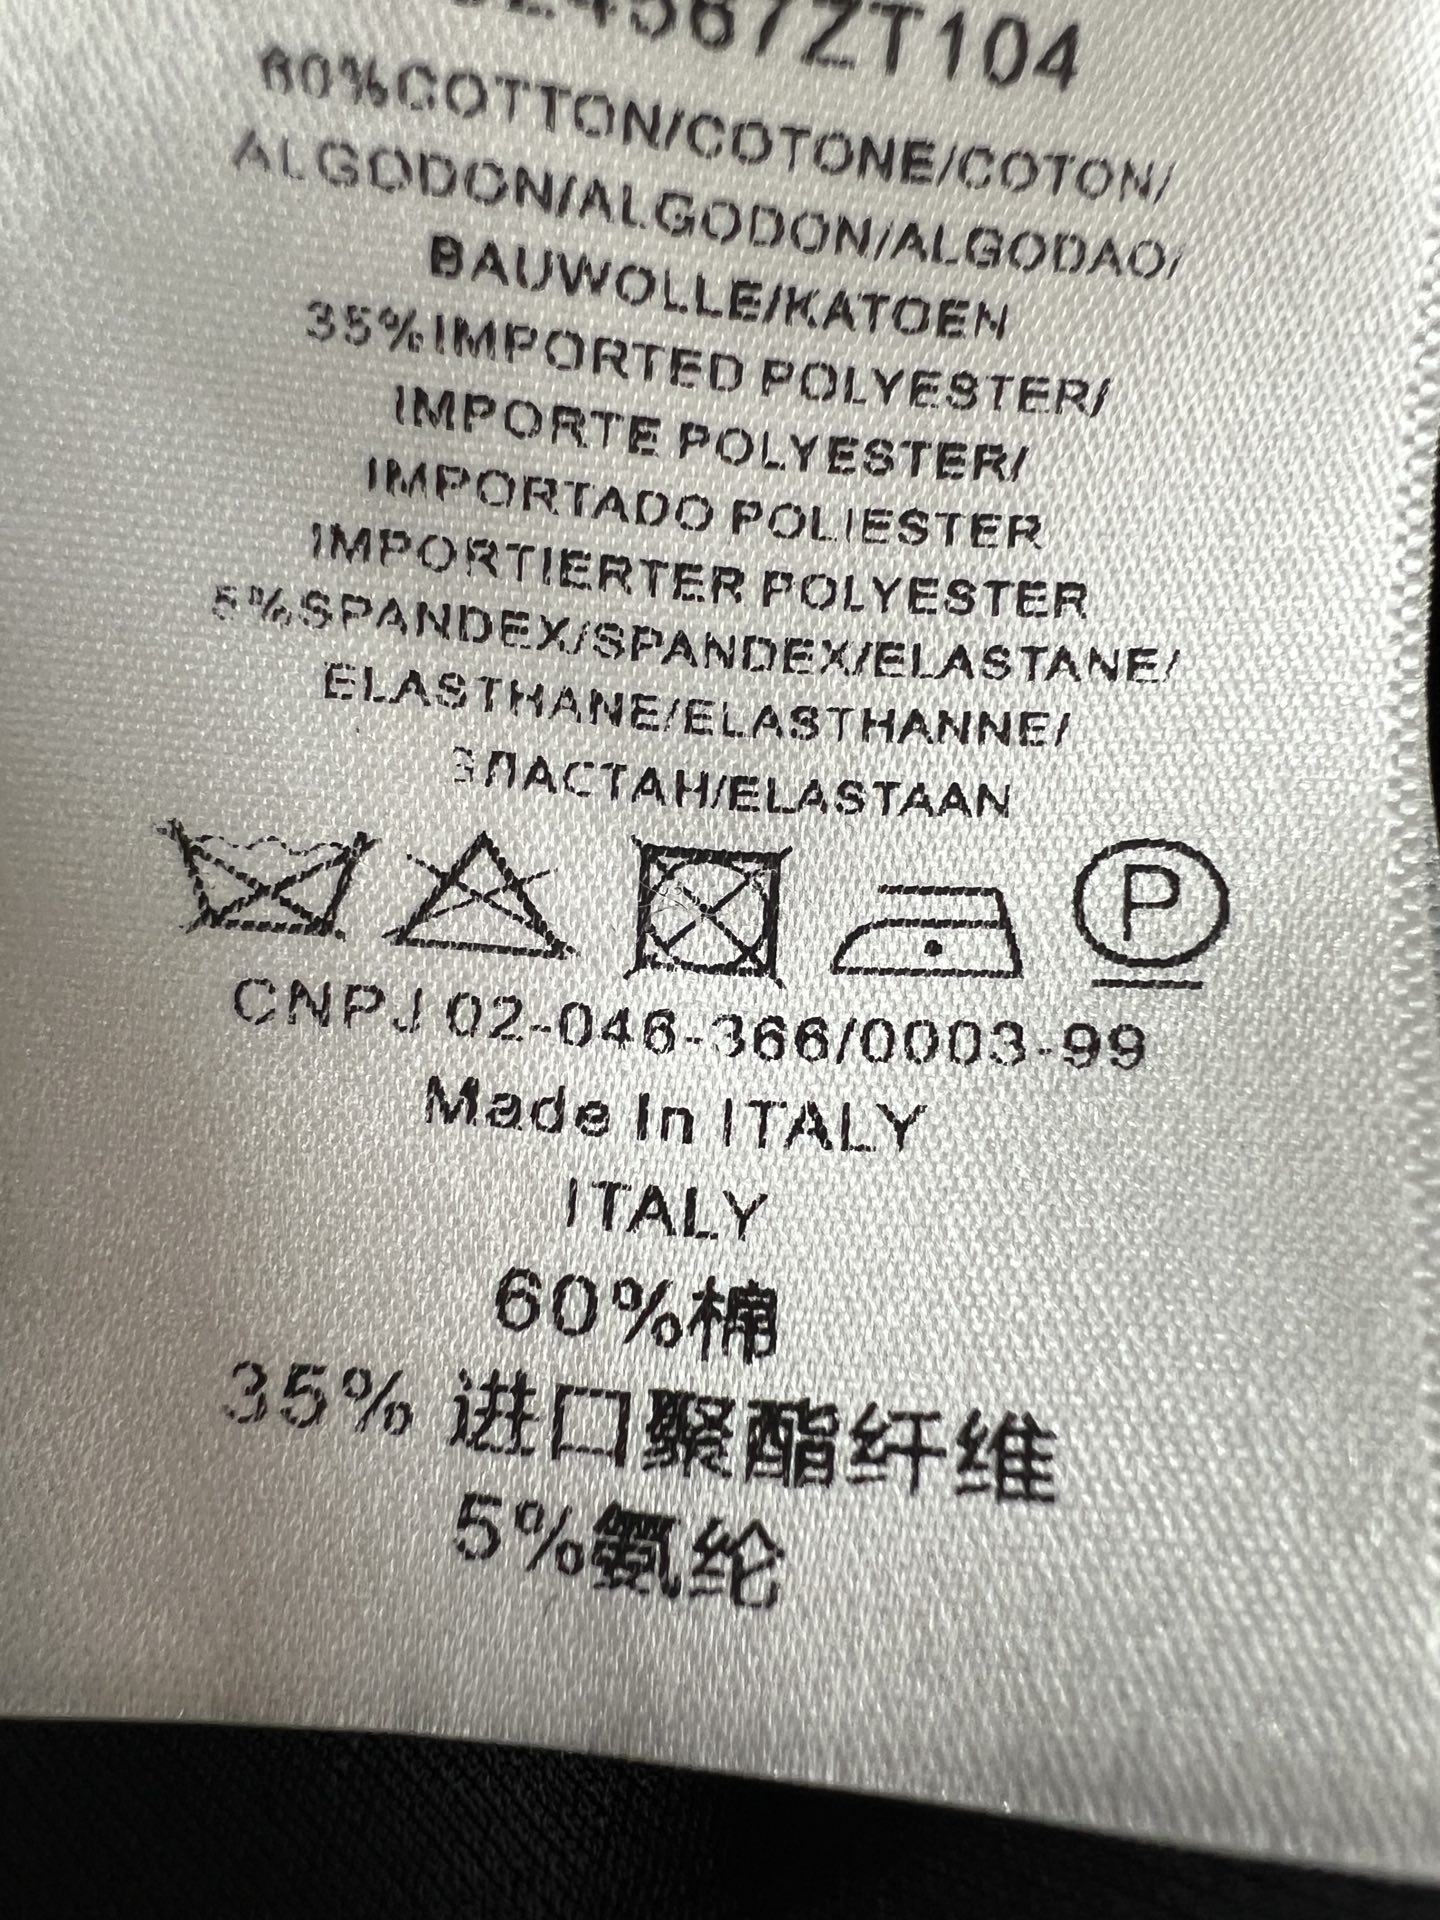 4567ZT104
60%COTTON/COTONE/COTON/
ALGODON/ALGODON/ALGODAO/
BAUWOLLE/KATOEN
35%IMPORTED POLYESTER/
IMPORTE POLYESTER/
IMPORTADO POLIESTER
IMPORTIERTER POLYESTER
5%SPANDEX/SPANDEX/ELASTANE/
ELASTHANE/ELASTHANNE/
ЭЛАСТАН/ELASTAAN
P
CNPJ 02-046-366/0003-99
Made In ITALY
ITALY
60%棉
35% 进口聚酯纤维
5%氨纶